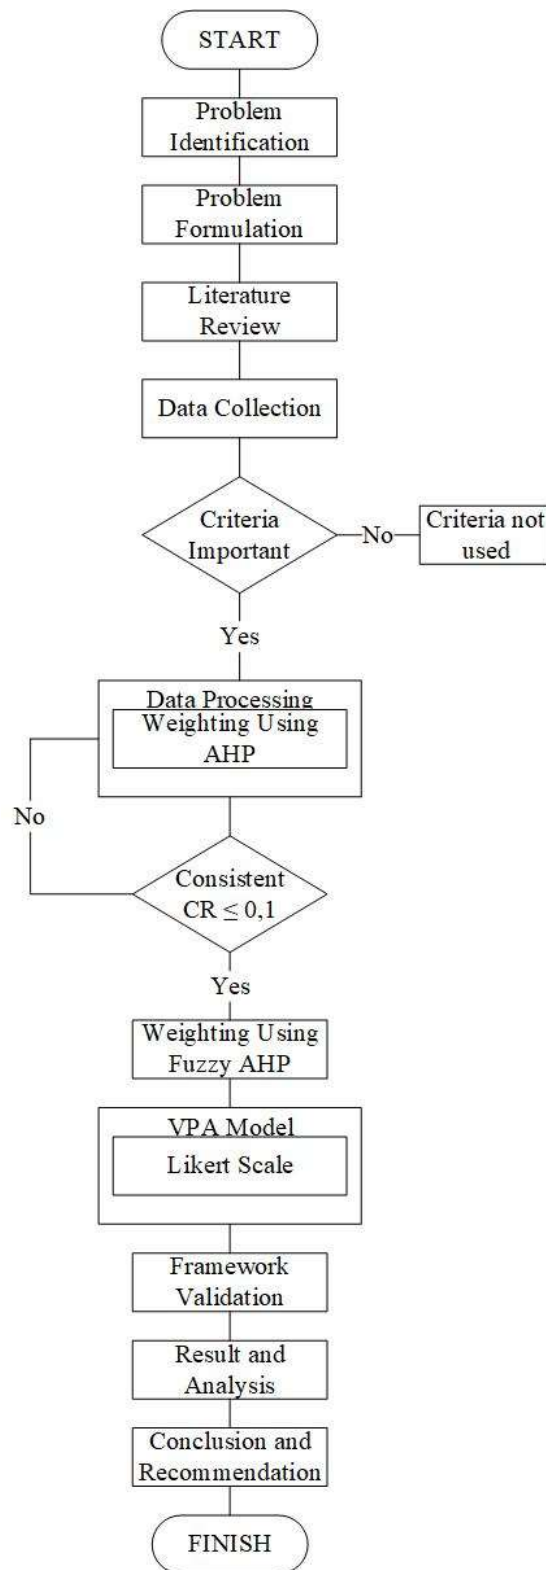 START
Problem
Identification
Problem
Formulation
Literature
Review
Data Collection
Criteria
Important
No
Criteria not
used
Yes
Data Processing
Weighting Using
AHP
No
Consistent
CR ≤ 0,1
Yes
Weighting Using
Fuzzy AHP
VPA Model
Likert Scale
Framework
Validation
Result and
Analysis
Conclusion and
Recommendation
FINISH